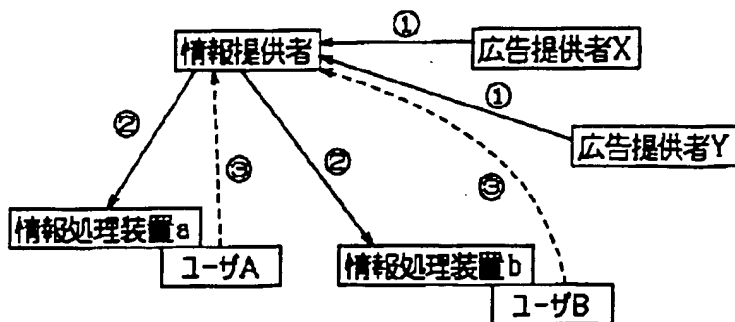 ①
情報提供者
広告提供者X
①
②
②
広告提供者Y
③
③
情報処理装置a
ユーザA
情報処理装置b
ユーザB